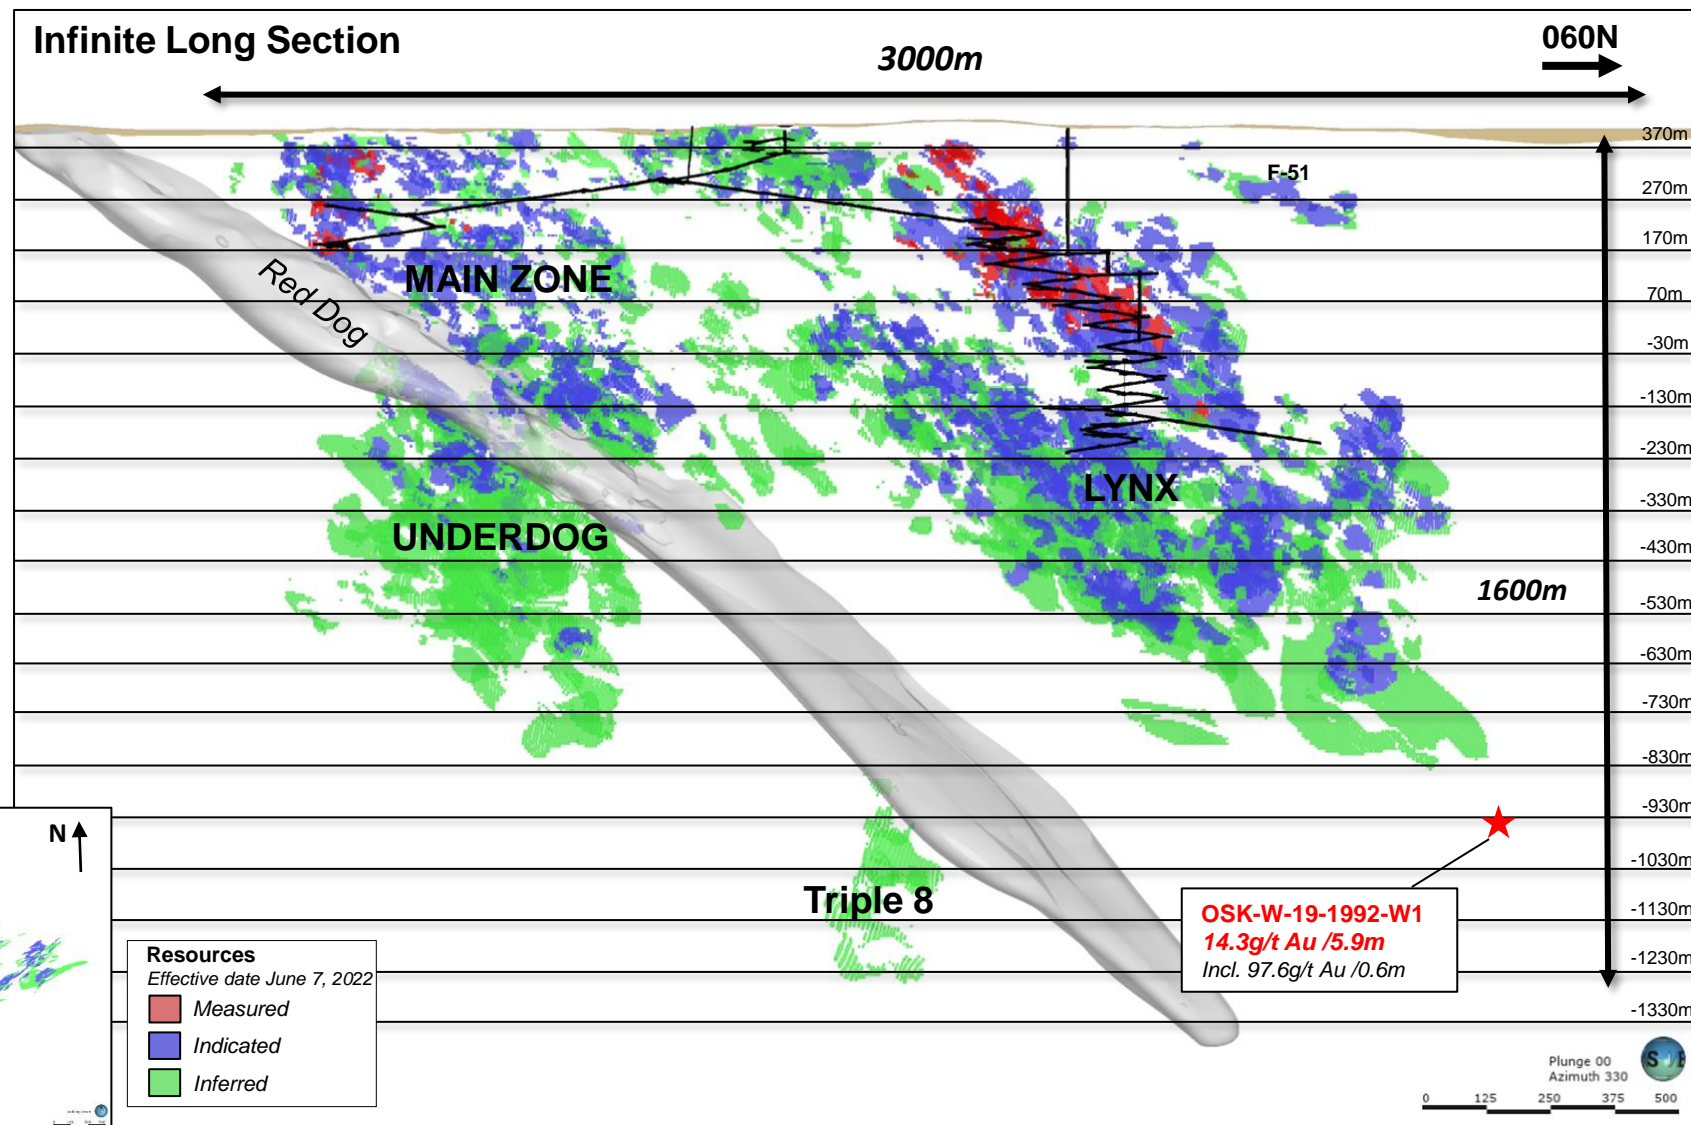 Infinite Long Section
3000m
060N
370m
F-51
270m
170m
MAIN ZONE
Red Dog
70m
-30m
-130m
-230m
LYNX
-330m
UNDERDOG
-430m
1600m
-530m
-630m
-730m
-830m
-930m
N
-1030m
Triple 8
-1130m
OSK-W-19-1992-W1
14.3g/t Au /5.9m
Incl. 97.6g/t Au /0.6m
-1230m
-1330m
Resources
Effective date June 7, 2022
Measured
Indicated
Inferred
Plunge 00
Azimuth 330
0 125 250 375 500